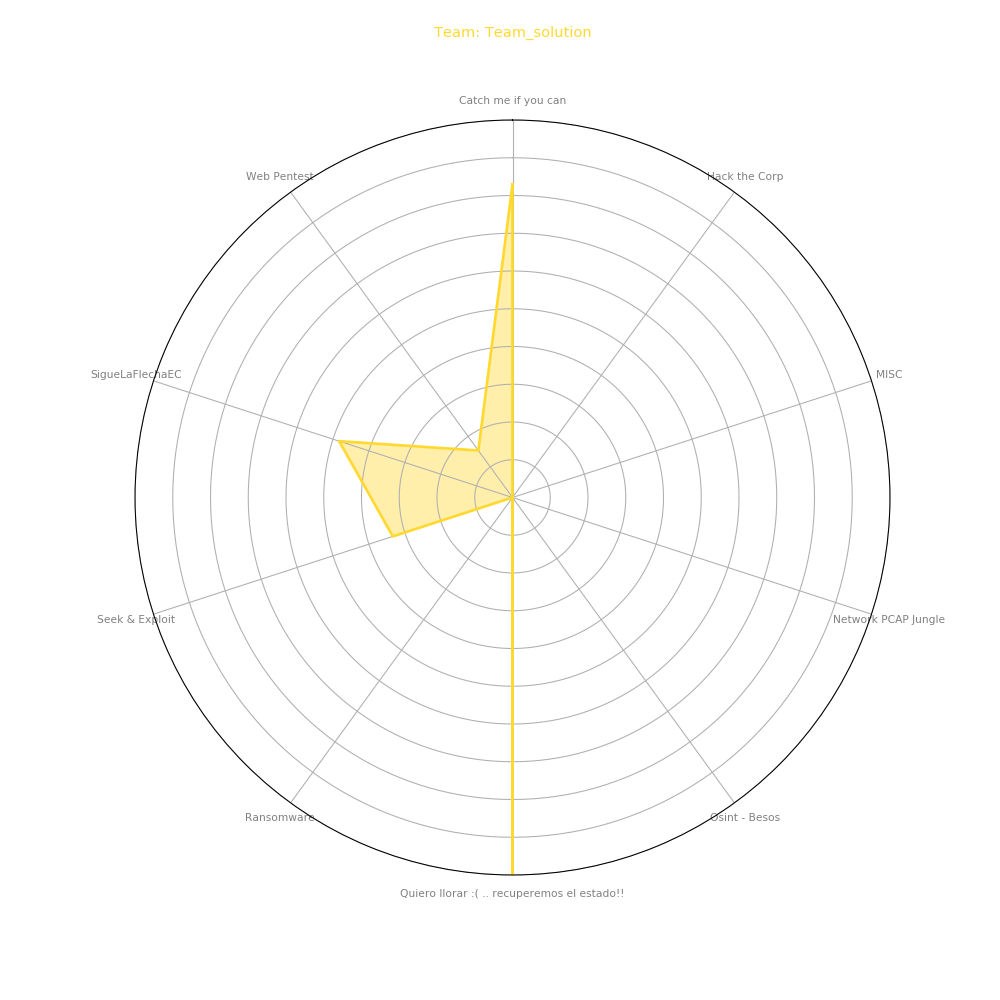 Team: Team_solution
Catch me if you can
Web Pentest
Hack the Corp
SigueLaFlechaEC
MISC
Seek & Exploit
Network PCAP Jungle
Ransomware
Osint - Besos
Quiero llorar :( .. recuperemos el estado!!